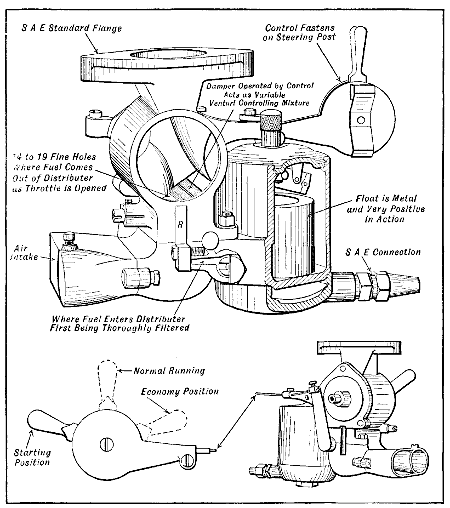 S A E Standard Flange
Control Fastens
on Steering Post
Damper Operated by Control
Acts as Variable
Venturi Controlling Mixture
4 to 19 Fine Holes
Where Fuel Comes
Out of Distributer
as Throttle is Opened
Float is Metal
and Very Positive
in Action
R
Air
Intake
S A E Connection
Where Fuel Enters Distributer
First Being Thoroughly Filtered
Normal Running
Economy Position
Starting
Position